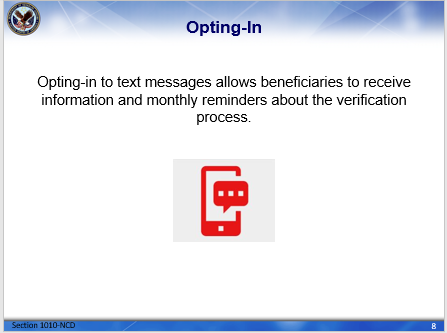 Opting-In
Opting-in to text messages allows beneficiaries to receive
information and monthly reminders about the verification
process.
Section 1010-NCD
8